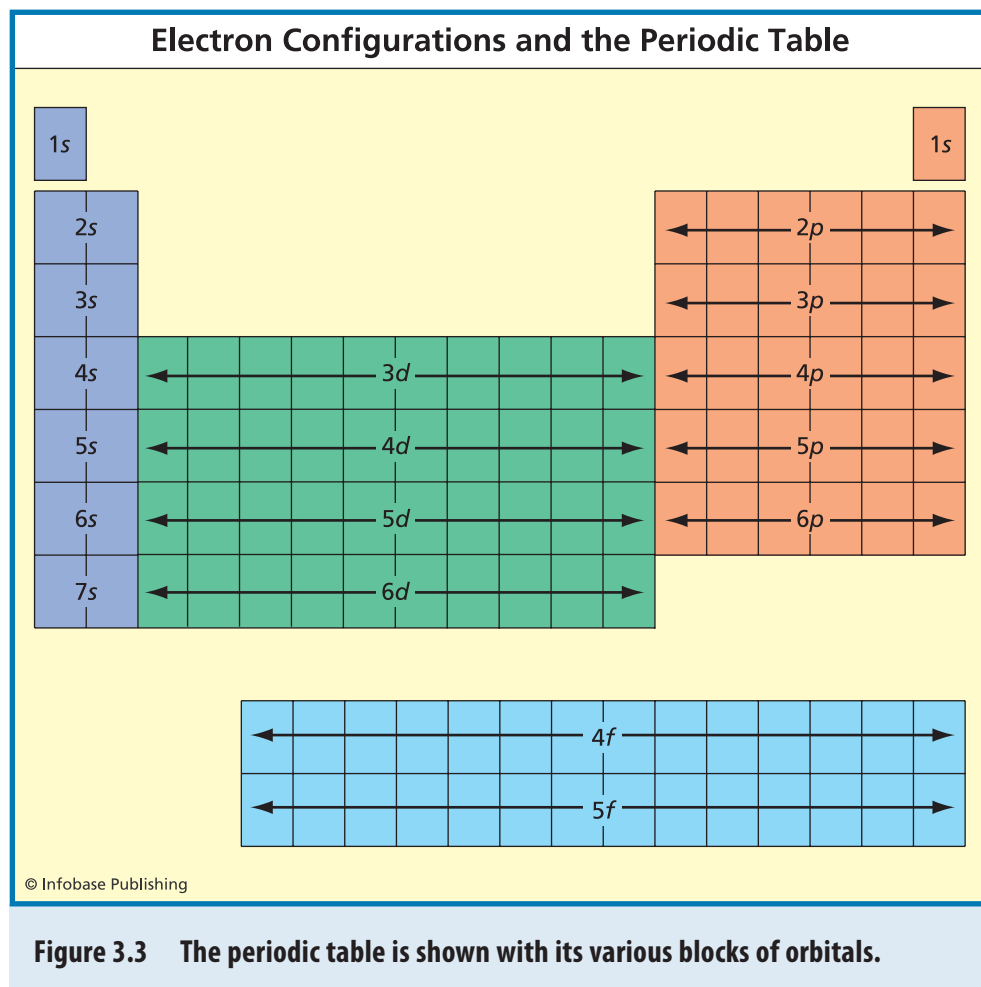 Electron Configurations and the Periodic Table
1s 1s
2s 2p
3s 3p
4s 3d 4p
5s 4d 5p
6s 5d 6p
7s 6d
4f
5f
© Infobase Publishing
Figure 3.3 The periodic table is shown with its various blocks of orbitals.